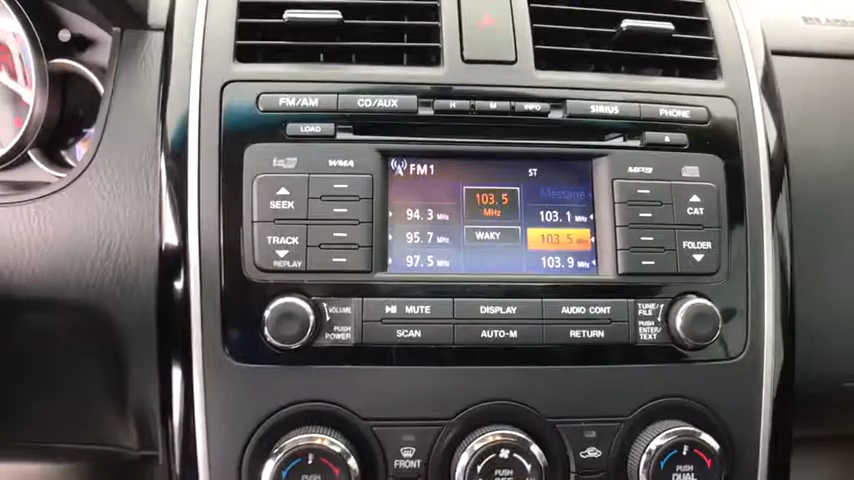 FM/AM CD/AUX H M INFO SIRIUS PHONE
LOAD
WMA FM1 ST MP3
Message
SEEK 103.5 MHz CAT
94.3 MHz 103.1 MHz
TRACK 95.7 MHz WAKY 103.5 MHz FOLDER
REPLAY 97.5 MHz 103.9 MHz
VOLUME MUTE DISPLAY AUDIO CONT TUNE/FILE
PUSH POWER SCAN AUTO-M RETURN PUSH ENTER/TEXT
FRONT
PUSH PUSH PUSH
DUAL